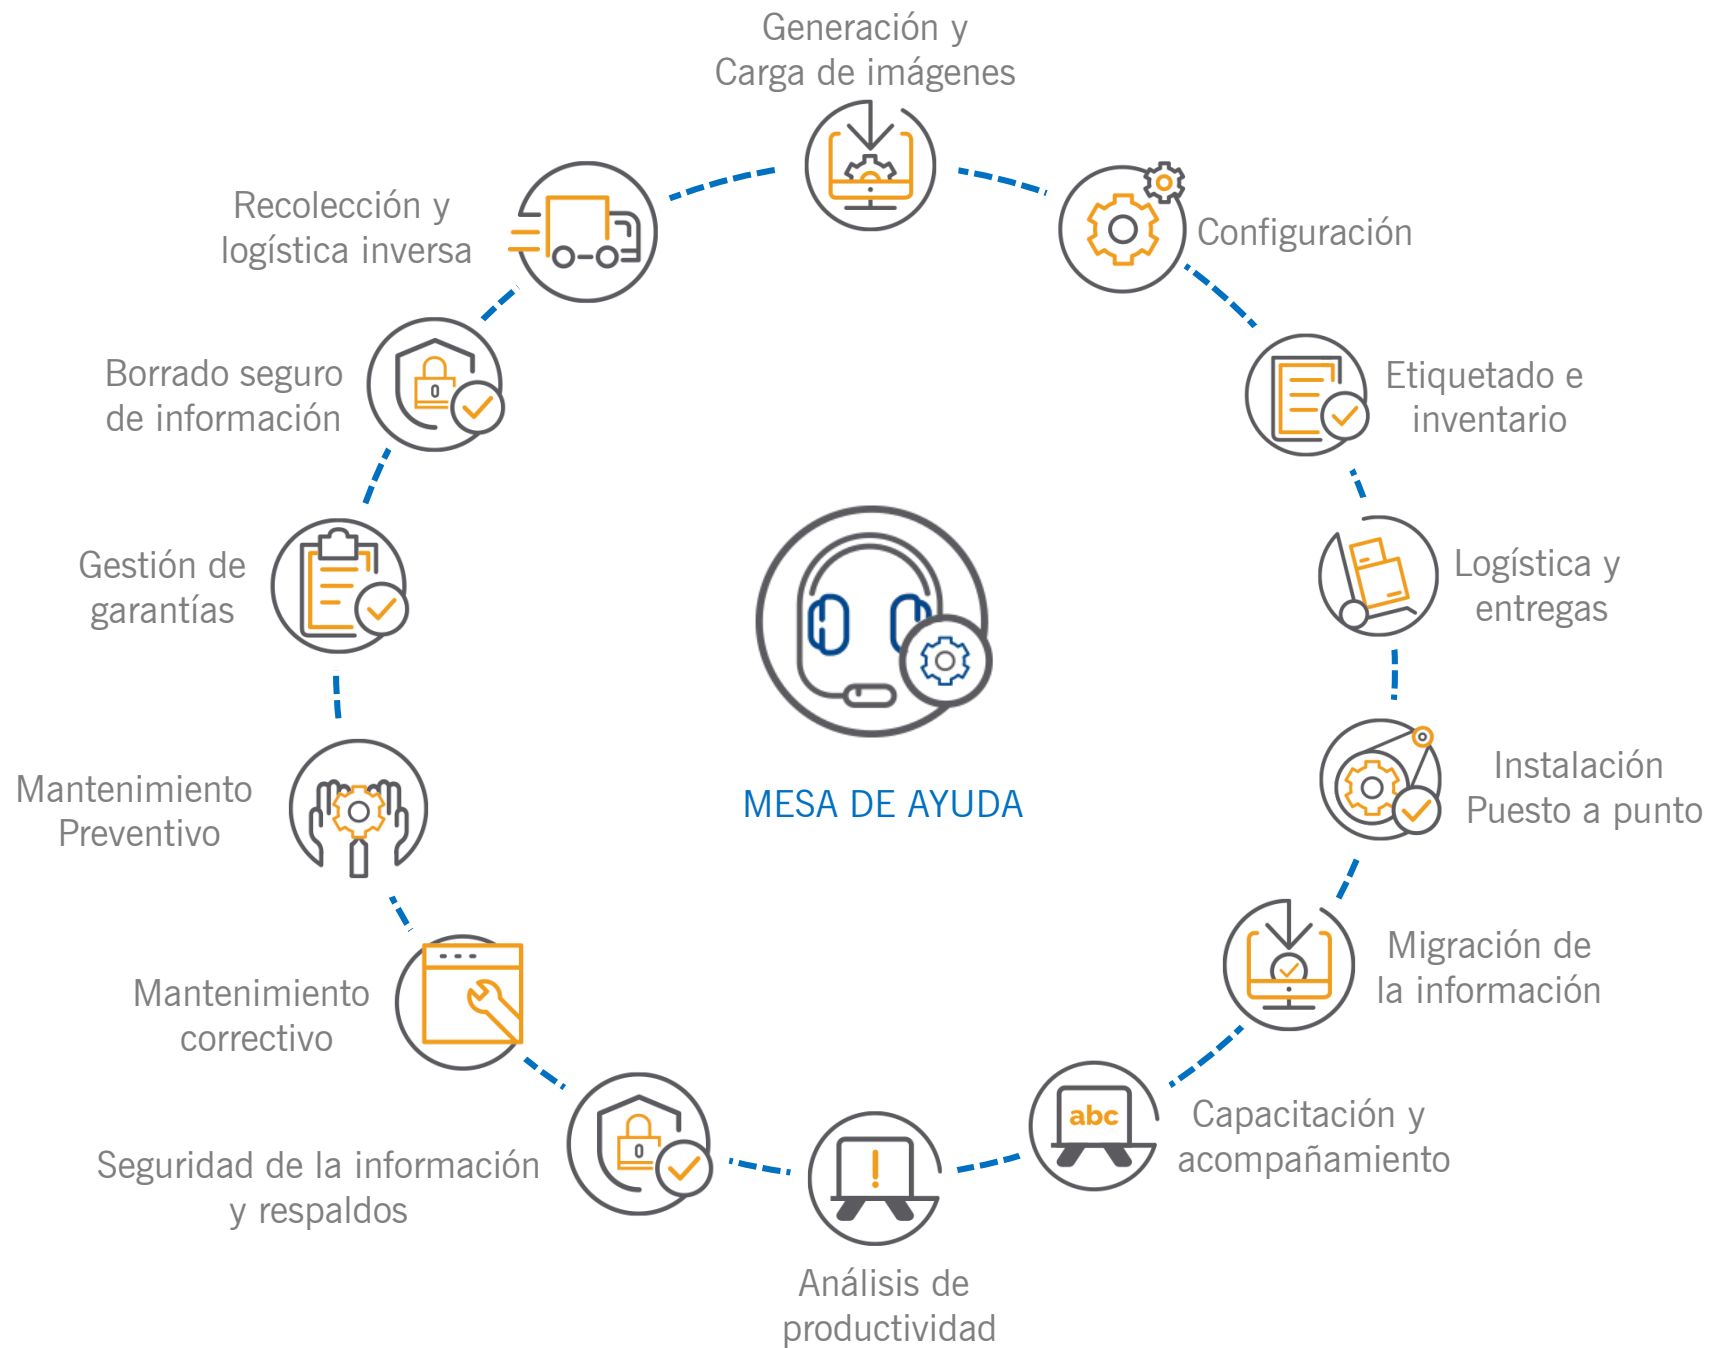 Generación y
Carga de imágenes
Configuración
Etiquetado e
inventario
Logística y
entregas
Instalación
Puesto a punto
Migración de
la información
abc
Capacitación y
acompañamiento
!
Análisis de
productividad
Seguridad de la información
y respaldos
Mantenimiento
correctivo
Mantenimiento
Preventivo
Gestión de
garantías
Borrado seguro
de información
Recolección y
logística inversa
MESA DE AYUDA